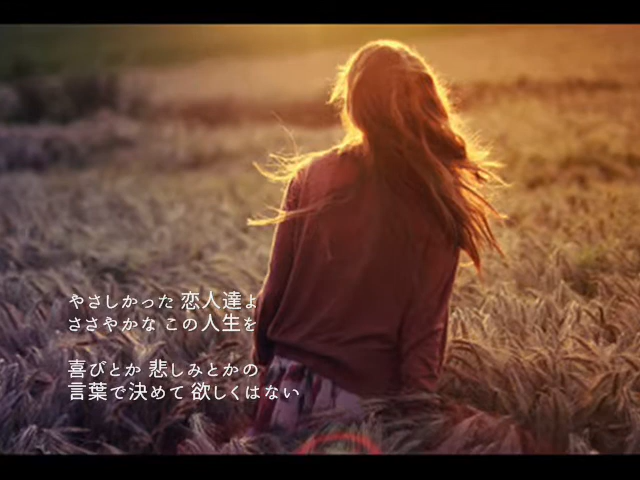 やさしかった 恋人達よ
ささやかな この人生を
喜びとか 悲しみとかの
言葉で決めて 欲しくはない